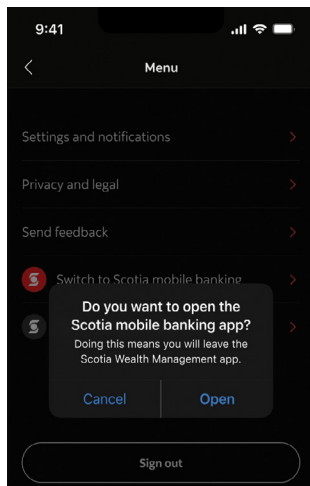 9:41
Menu
Settings and notifications
Privacy and legal
Send feedback
Switch to Scotia mobile banking
Do you want to open the
Scotia mobile banking app?
Doing this means you will leave the
Scotia Wealth Management app.
Cancel
Open
Sign out